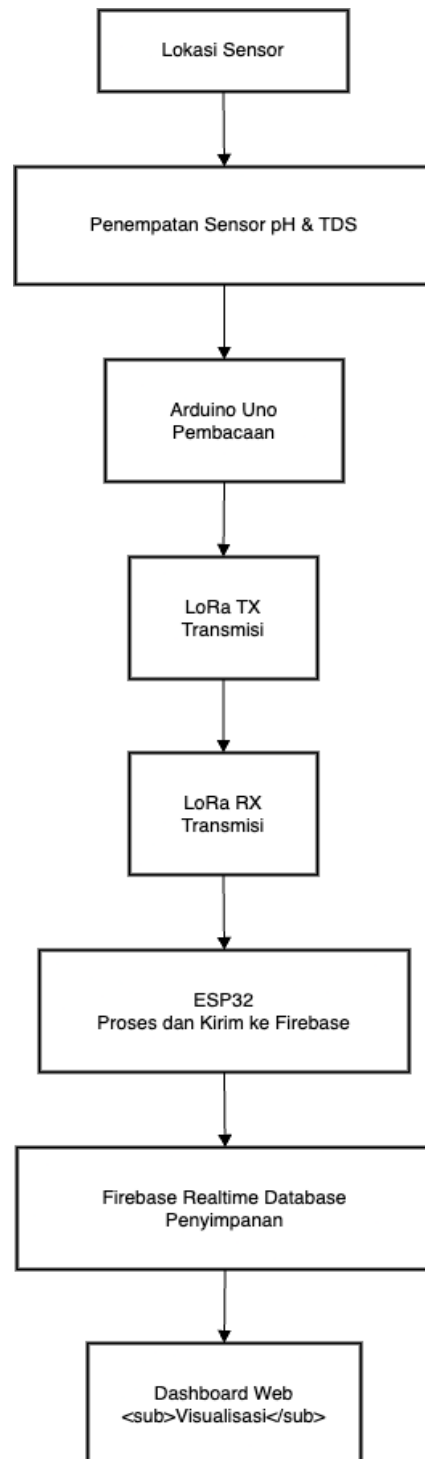 Lokasi Sensor
Penempatan Sensor pH & TDS
Arduino Uno
Pembacaan
LoRa TX
Transmisi
LoRa RX
Transmisi
ESP32
Proses dan Kirim ke Firebase
Firebase Realtime Database
Penyimpanan
Dashboard Web
<sub>Visualisasi</sub>